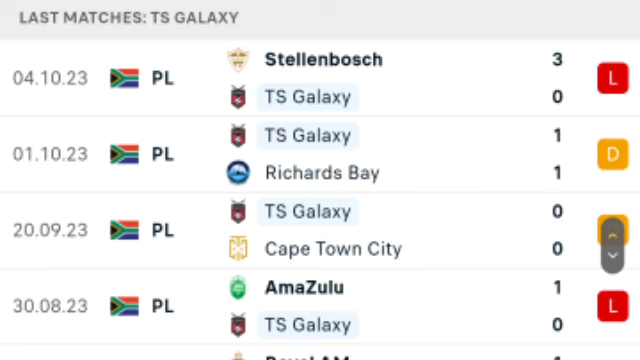 LAST MATCHES: TS GALAXY
04.10.23 PL Stellenbosch 3 L
TS Galaxy 0
01.10.23 PL TS Galaxy 1 D
Richards Bay 1
20.09.23 PL TS Galaxy 0
Cape Town City 0
30.08.23 PL AmaZulu 1 L
TS Galaxy 0